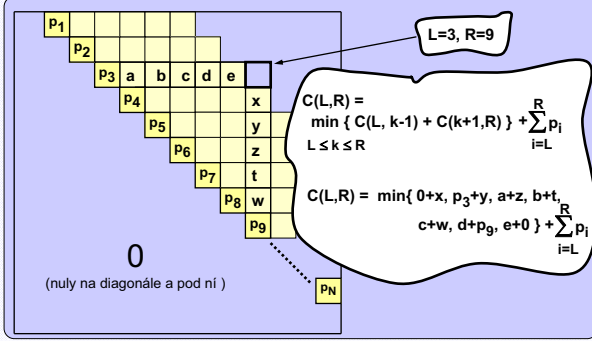 p1
p2
L=3, R=9
p3 a b c d e
p4 x
p5 y
p6 z
p7 t
p8 w
p9
pN
C(L,R) =
min { C(L, k-1) + C(k+1,R) } + ∑ pi
R
L ≤ k ≤ R
i=L
C(L,R) = min{ 0+x, p3+y, a+z, b+t,
c+w, d+p9, e+0 } + ∑ pi
R
i=L
0
(nuly na diagonále a pod ní )